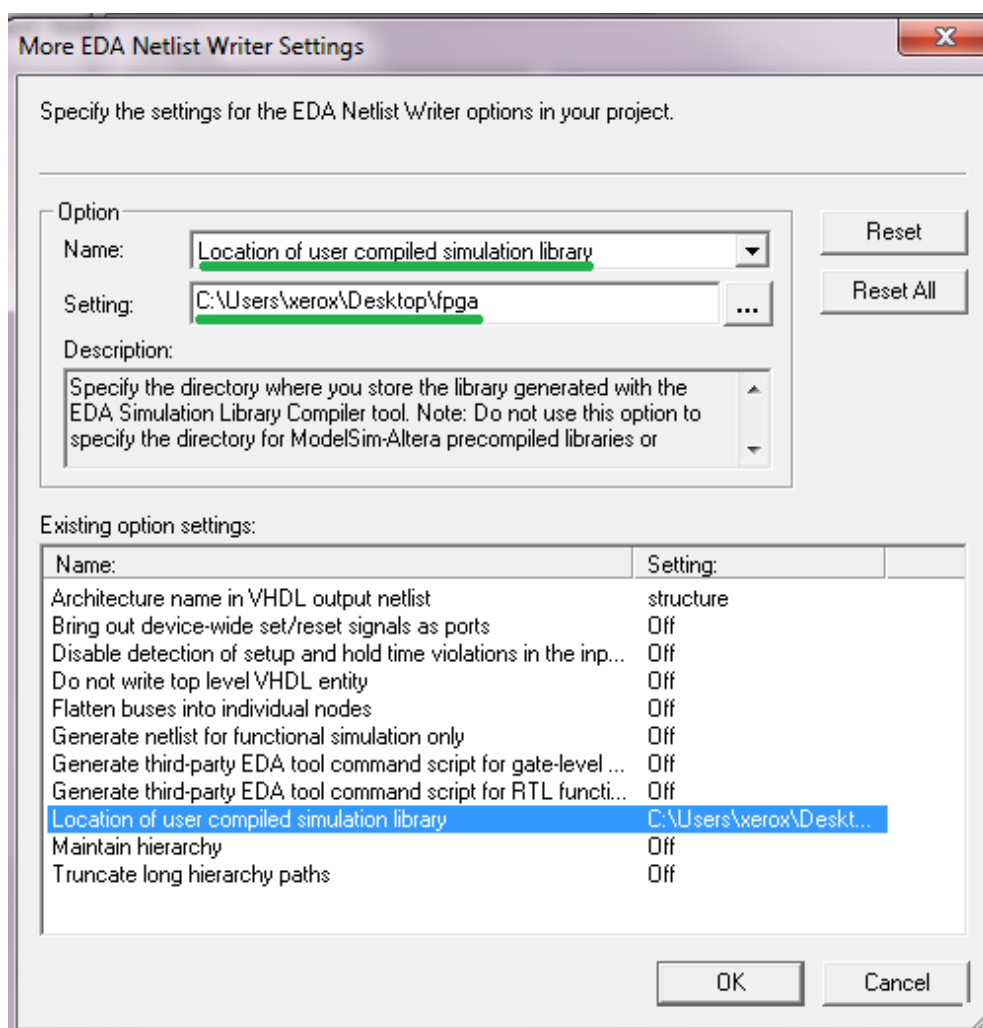 More EDA Netlist Writer Settings
x
Specify the settings for the EDA Netlist Writer options in your project.
Option
Name:
Location of user compiled simulation library
Reset
Setting:
C:\Users\xerox\Desktop\fpga
...
Reset All
Description:
Specify the directory where you store the library generated with the
EDA Simulation Library Compiler tool. Note: Do not use this option to
specify the directory for ModelSim-Altera precompiled libraries or
Existing option settings:
Name: Setting:
Architecture name in VHDL output netlist structure
Bring out device-wide set/reset signals as ports Off
Disable detection of setup and hold time violations in the inp... Off
Do not write top level VHDL entity Off
Flatten buses into individual nodes Off
Generate netlist for functional simulation only Off
Generate third-party EDA tool command script for gate-level ... Off
Generate third-party EDA tool command script for RTL functi... Off
Location of user compiled simulation library C:\Users\xerox\Deskt...
Maintain hierarchy Off
Truncate long hierarchy paths Off
OK Cancel